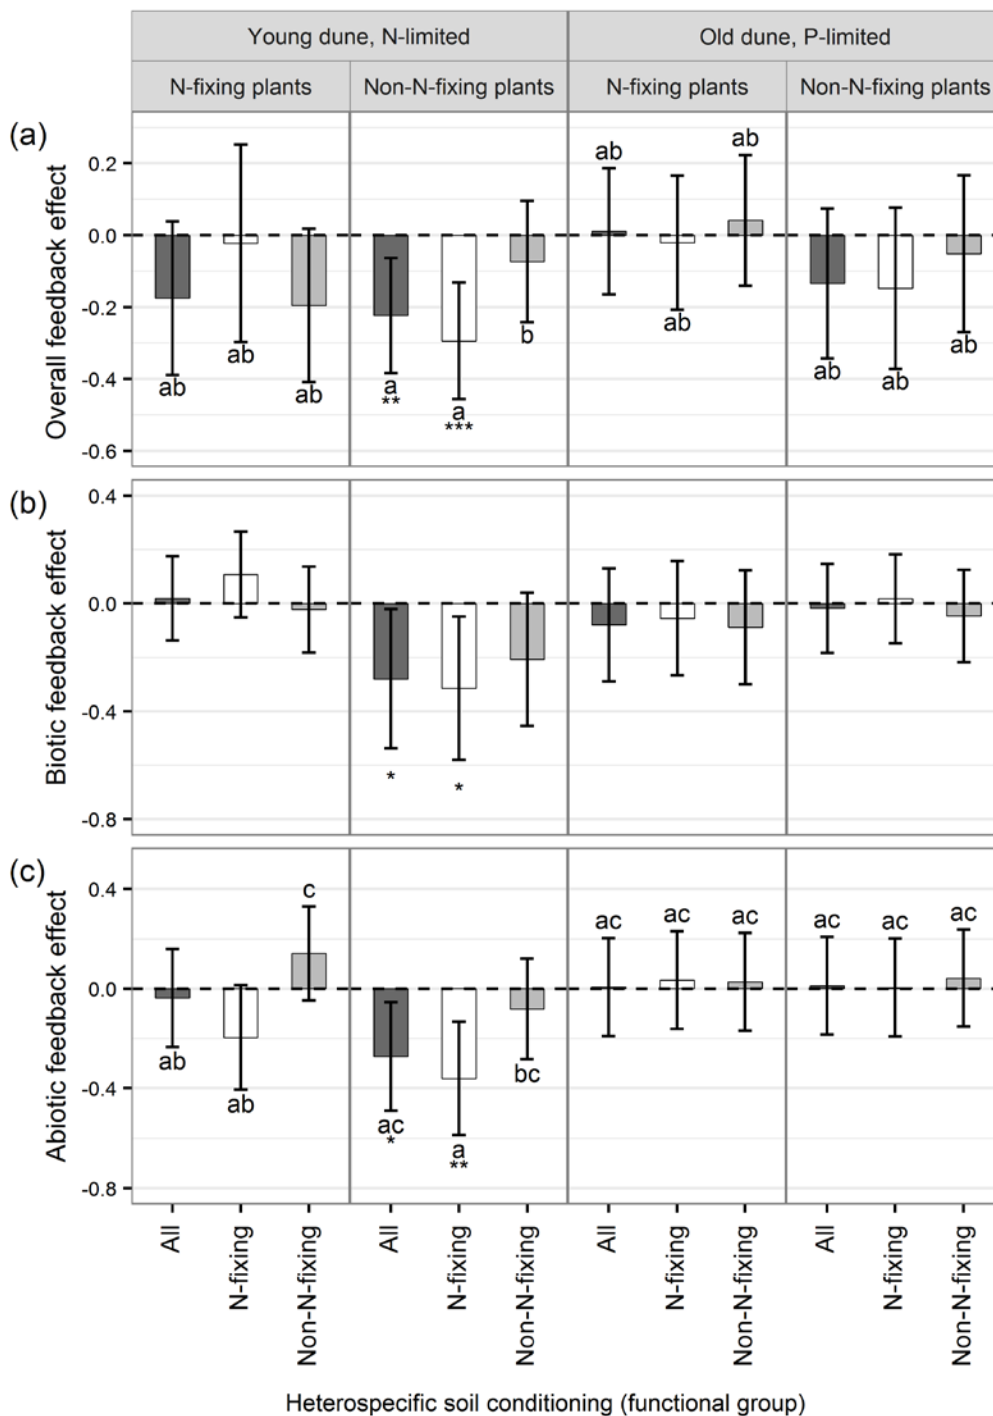 Young dune, N-limited Old dune, P-limited
N-fixing plants Non-N-fixing plants N-fixing plants Non-N-fixing plants
(a)
Overall feedback effect
0.2
0.0
-0.2
-0.4
-0.6
ab ab ab a ** a *** b ab ab ab ab ab ab
(b)
Biotic feedback effect
0.4
0.0
-0.4
-0.8
* *
(c)
Abiotic feedback effect
0.4
0.0
-0.4
-0.8
ab ab c ac * a ** bc ac ac ac ac ac ac
All N-fixing Non-N-fixing All N-fixing Non-N-fixing All N-fixing Non-N-fixing All N-fixing Non-N-fixing
Heterospecific soil conditioning (functional group)